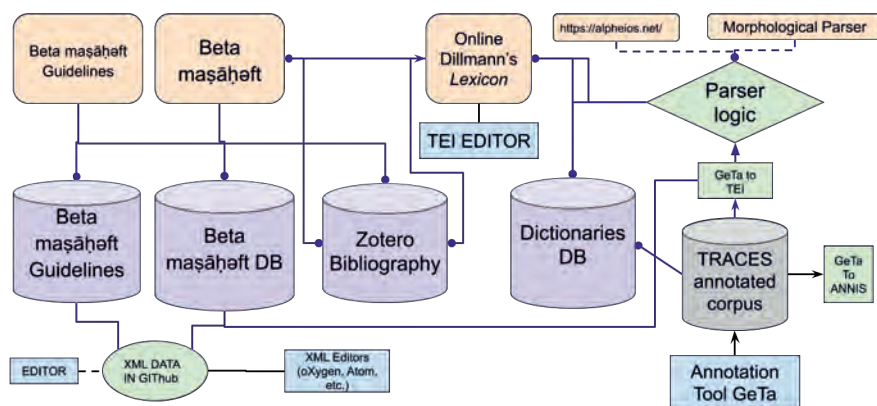 Beta maṣāḥəft
Guidelines
Beta
maṣāḥəft
Online
Dillmann's
Lexicon
https://alpheios.net/
Morphological Parser
TEI EDITOR
Parser
logic
GeTa to
TEI
Beta
maṣāḥəft
Guidelines
Beta
maṣāḥəft DB
Zotero
Bibliography
Dictionaries
DB
TRACES
annotated
corpus
GeTa
To
ANNIS
EDITOR
XML DATA
IN GIThub
XML Editors
(oXygen, Atom,
etc.)
Annotation
Tool GeTa